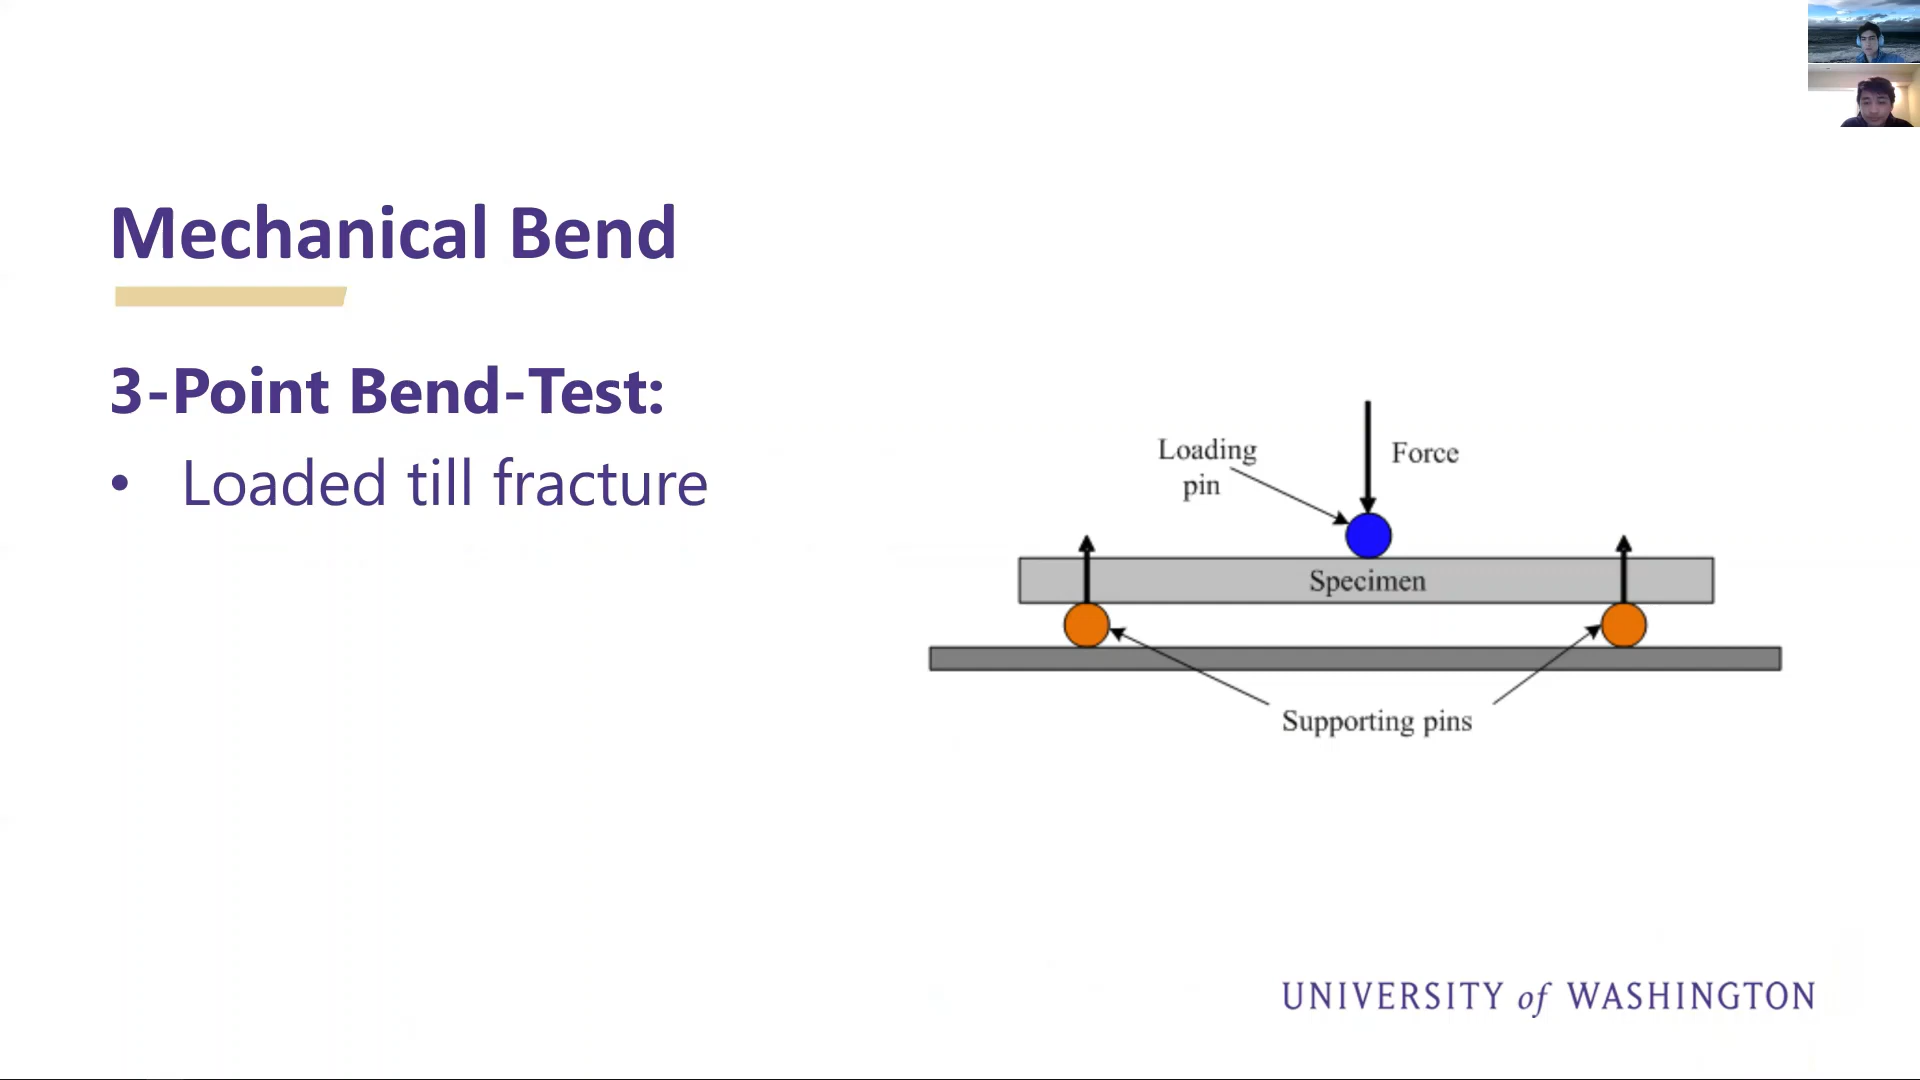 Mechanical Bend
3-Point Bend-Test:
• Loaded till fracture
Loading
pin
Force
Specimen
Supporting pins
UNIVERSITY of WASHINGTON